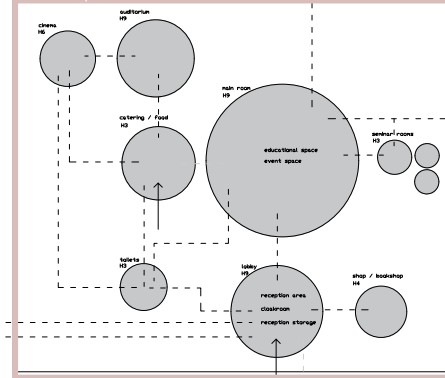 auditorium
H9
cinema
H6
main room
H9
catering / food
H3
seminar rooms
H3
educational space
event space
toilets
H3
lobby
H9
shop / bookshop
H4
reception area
cloakroom
reception storage